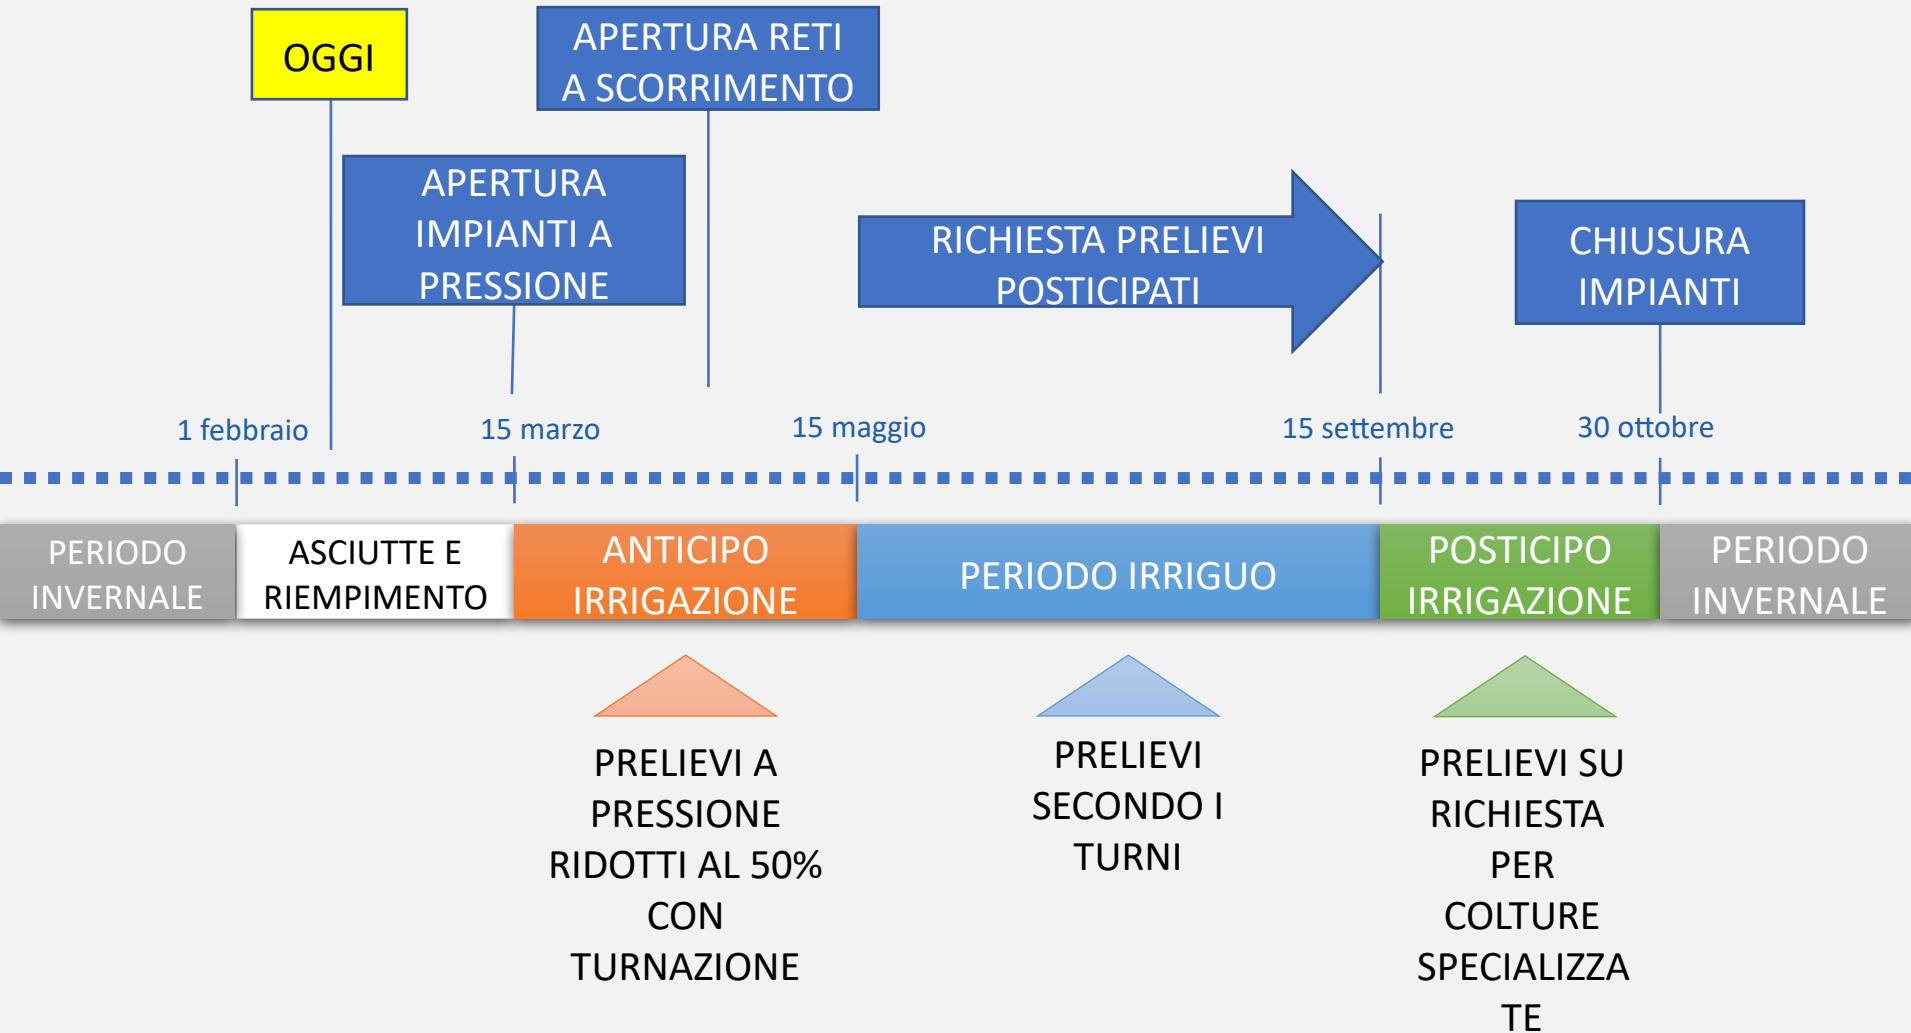 OGGI
APERTURA RETI
A SCORRIMENTO
APERTURA
IMPIANTI A
PRESSIONE
RICHIESTA PRELIEVI
POSTICIPATI
CHIUSURA
IMPIANTI
1 febbraio
15 marzo
15 maggio
15 settembre
30 ottobre
PERIODO
INVERNALE
ASCIUTTE E
RIEMPIMENTO
ANTICIPO
IRRIGAZIONE
PERIODO IRRIGUO
POSTICIPO
IRRIGAZIONE
PERIODO
INVERNALE
PRELIEVI A
PRESSIONE
RIDOTTI AL 50%
CON
TURNAZIONE
PRELIEVI
SECONDO I
TURNI
PRELIEVI SU
RICHIESTA
PER
COLTURE
SPECIALIZZA
TE